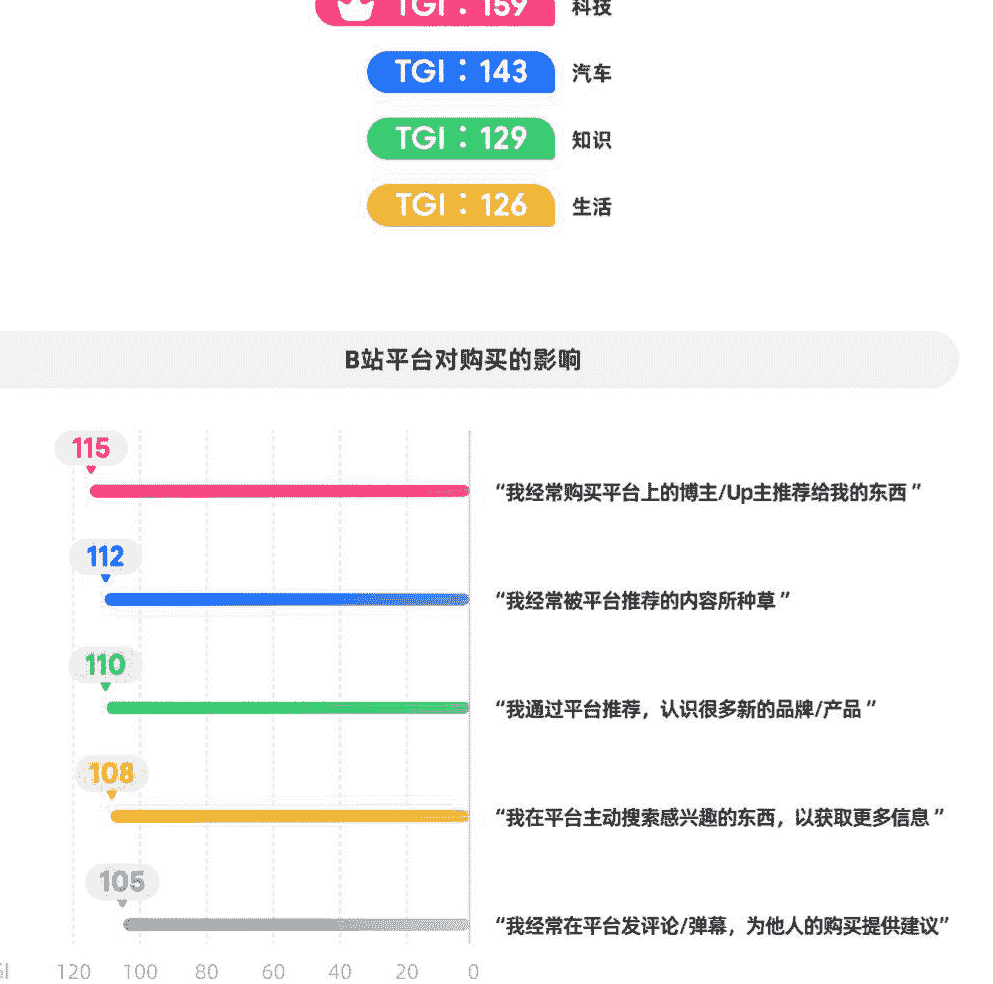 TGI：159 科技
TGI：143 汽车
TGI：129 知识
TGI：126 生活
B站平台对购买的影响
115
“我经常购买平台上的博主/Up主推荐给我的东西 ”
112
“我经常被平台推荐的内容所种草 ”
110
“我通过平台推荐，认识很多新的品牌/产品 ”
108
“我在平台主动搜索感兴趣的东西，以获取更多信息 ”
105
“我经常在平台发评论/弹幕，为他人的购买提供建议”
120 100 80 60 40 20 0